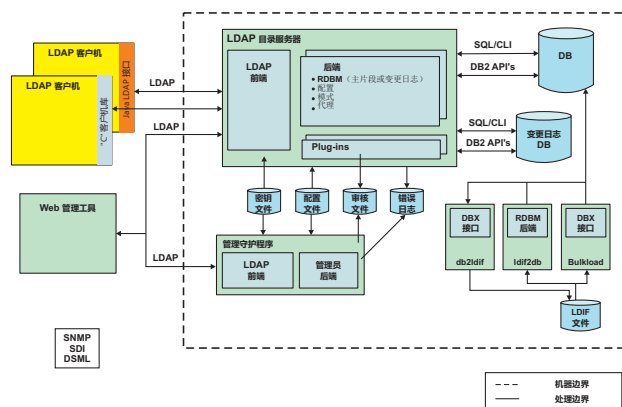 LDAP 目录服务器
LDAP 客户机
LDAP 客户机
Java LDAP 接口
"C" 客户机库
LDAP
LDAP
LDAP
前端
后端
• RDBM（主片段或变更日志）
• 配置
• 模式
• 代理
Plug-ins
SQL/CLI
DB2 API's
DB
SQL/CLI
DB2 API's
变更日志
DB
密钥
文件
配置
文件
审核
文件
错误
日志
Web 管理工具
LDAP
管理守护程序
LDAP
前端
管理员
后端
DBX
接口
db2ldif
RDBM
后端
ldif2db
DBX
接口
Bulkload
LDIF
文件
SNMP
SDI
DSML
机器边界
处理边界